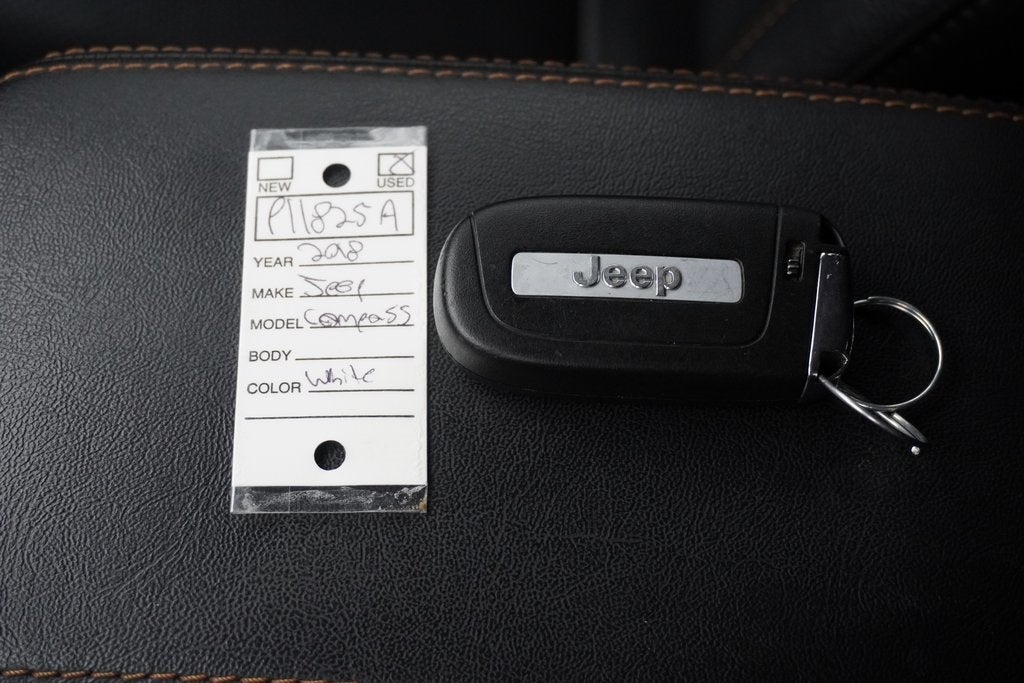 NEW USED
P11825A
YEAR 2018
MAKE Jeep
MODEL Compass
BODY
COLOR White
Jeep